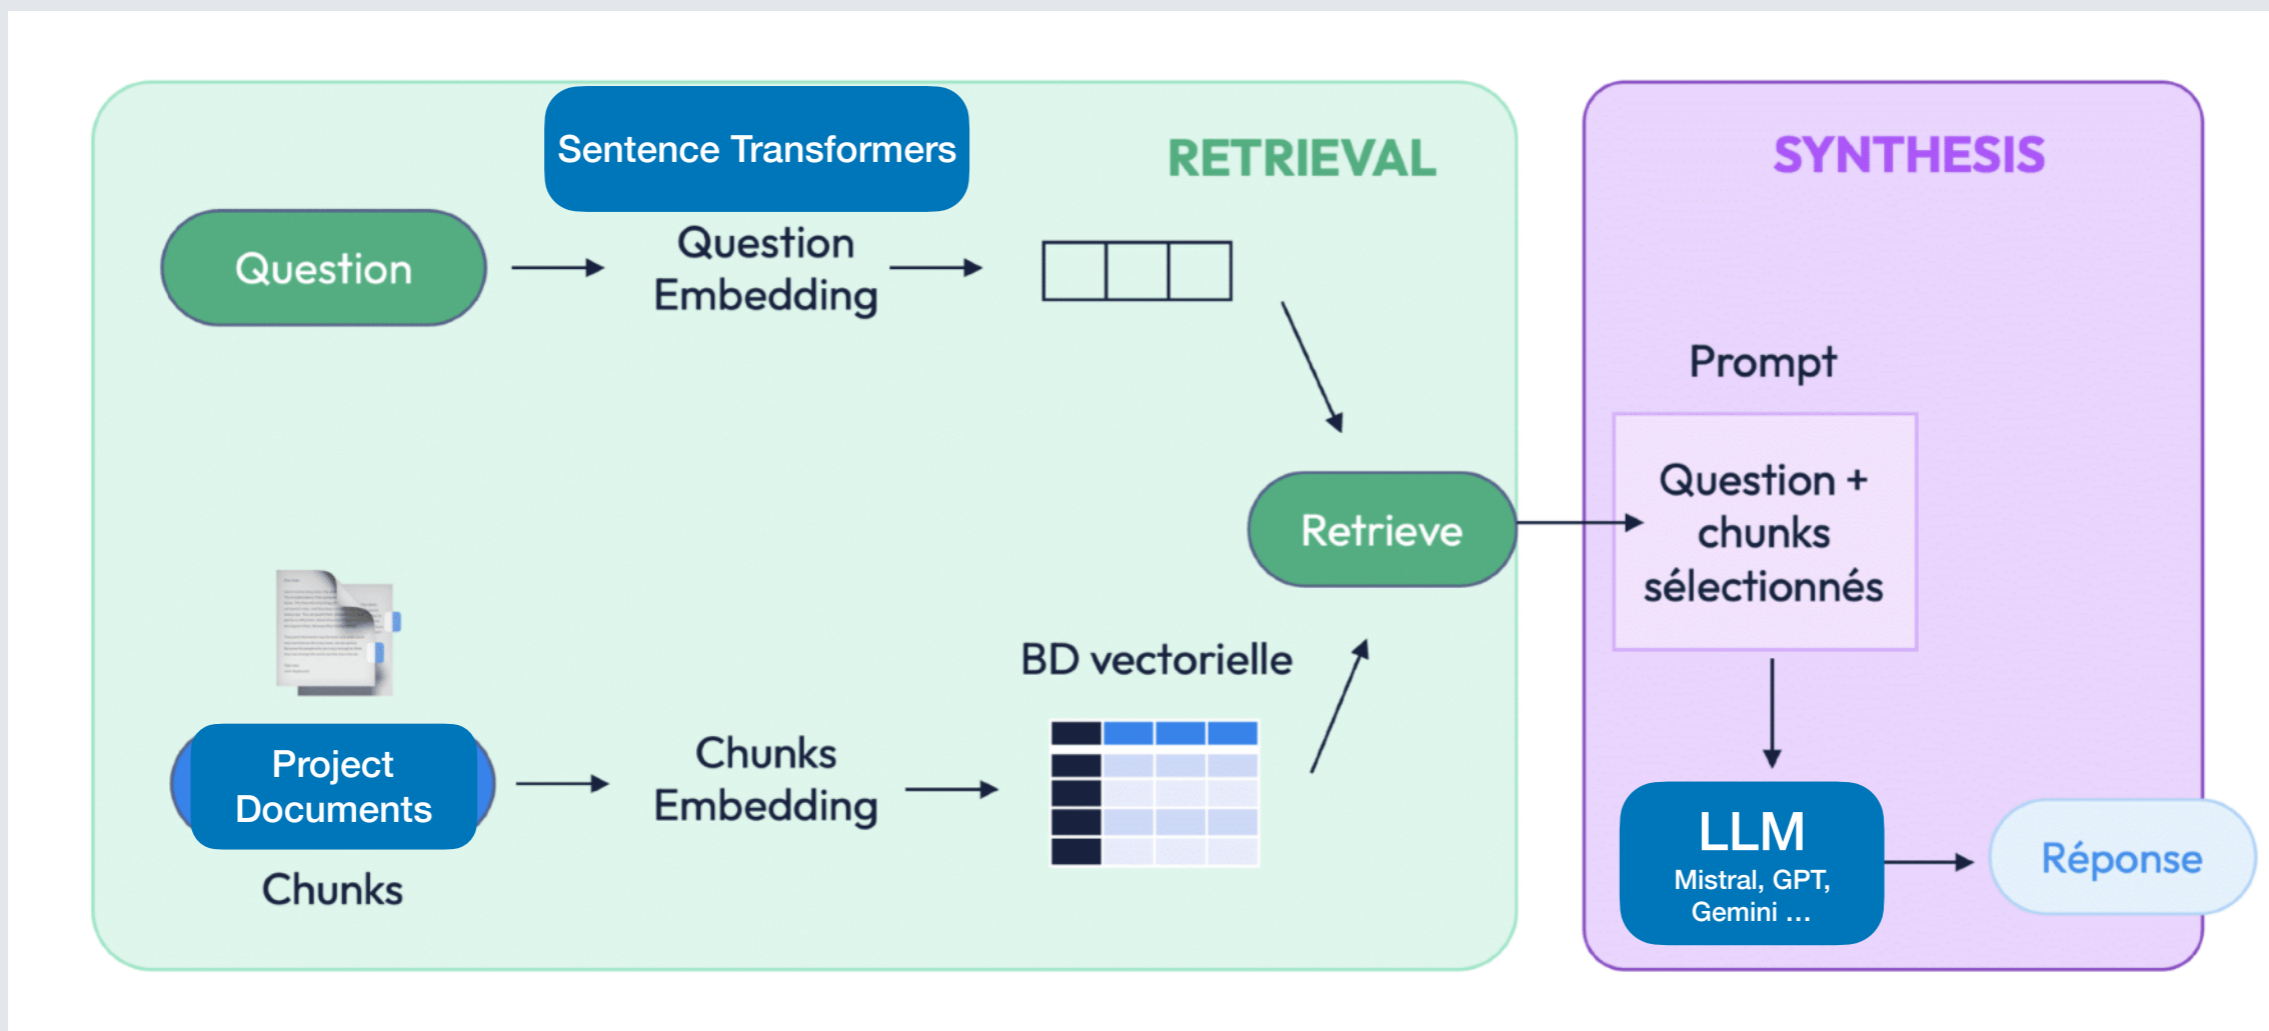 Sentence Transformers
RETRIEVAL
Question
Question
Embedding
Retrieve
BD vectorielle
Project
Documents
Chunks
Embedding
Chunks
SYNTHESIS
Prompt
Question +
chunks
sélectionnés
LLM
Mistral, GPT,
Gemini ...
Réponse